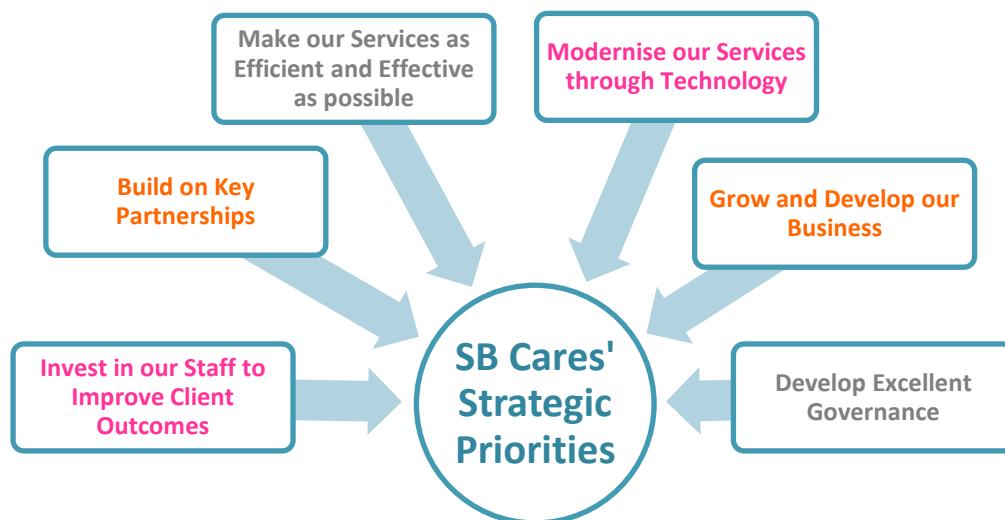 Make our Services as
Efficient and Effective
as possible
Modernise our Services
through Technology
Build on Key
Partnerships
Grow and Develop our
Business
Invest in our Staff to
Improve Client
Outcomes
SB Cares'
Strategic
Priorities
Develop Excellent
Governance